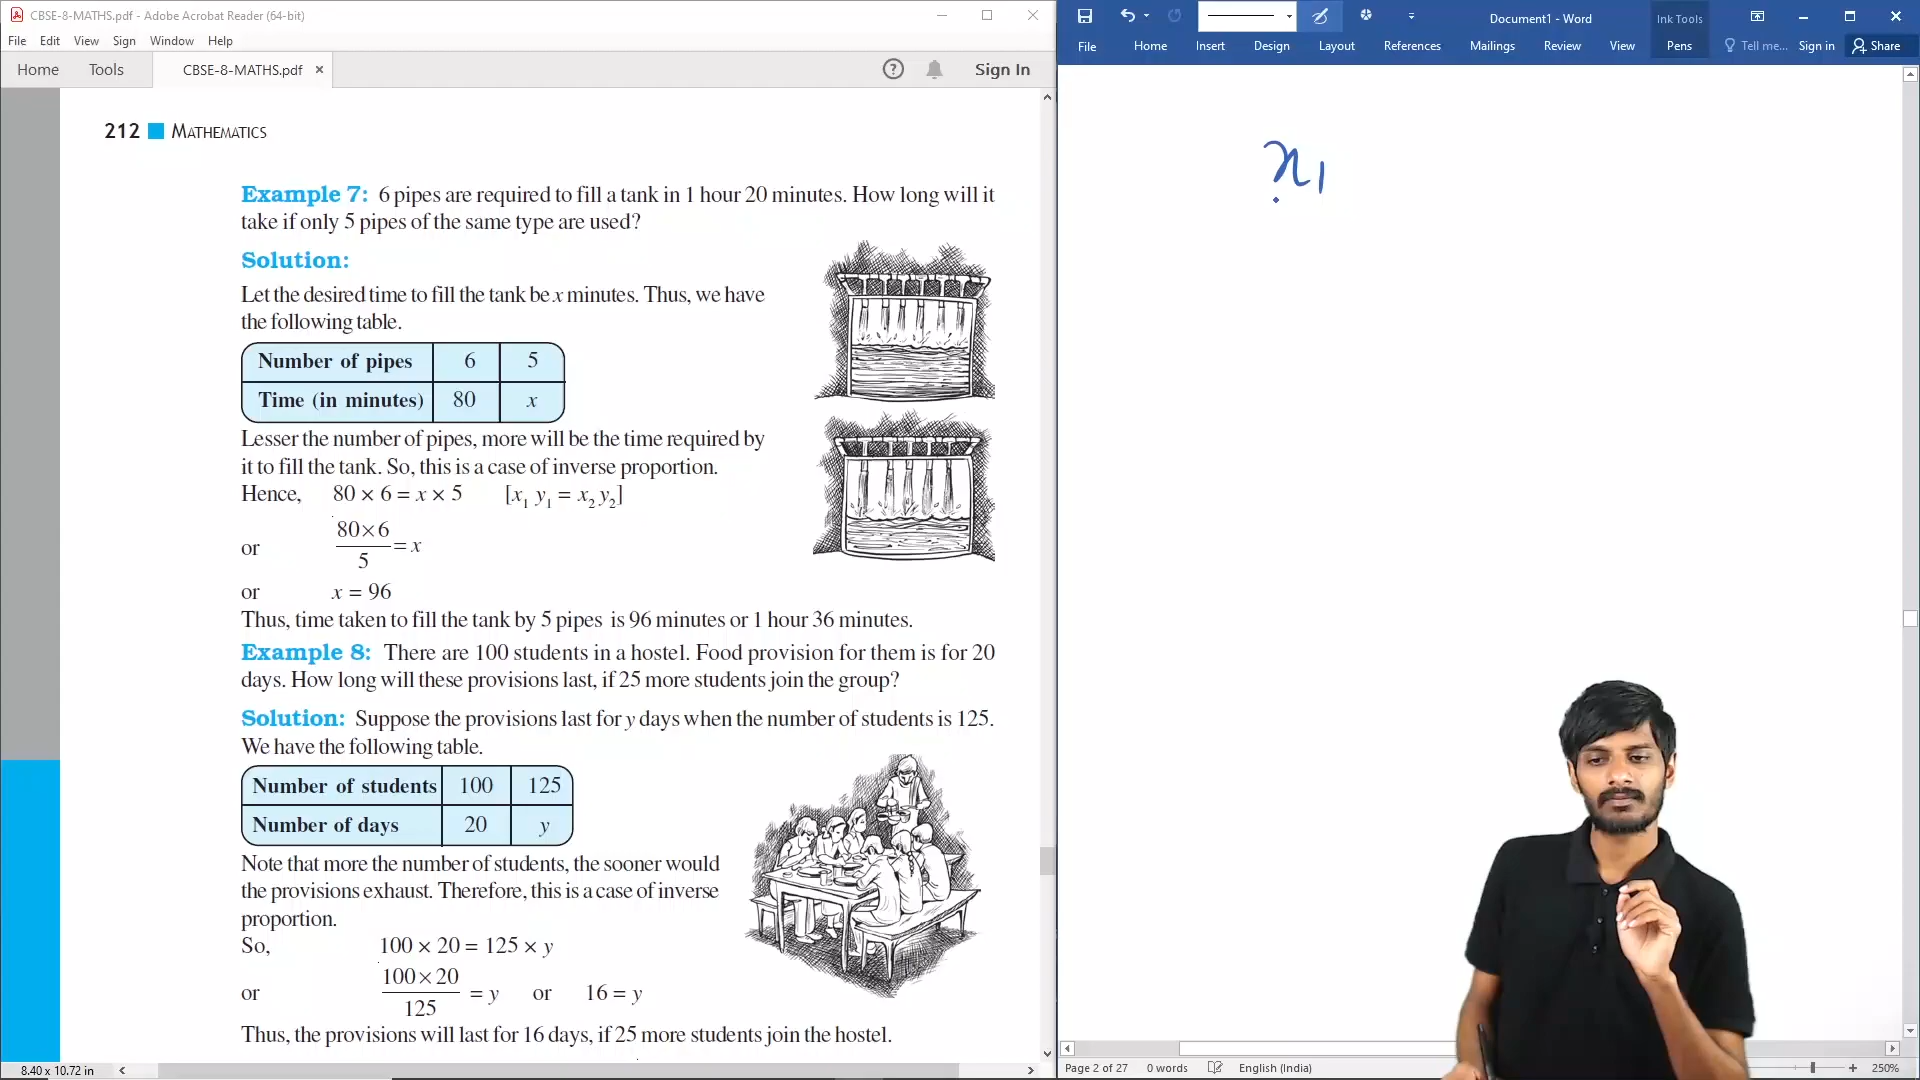 CBSE-8-MATHS.pdf - Adobe Acrobat Reader (64-bit)
File Edit View Sign Window Help
Home Tools CBSE-8-MATHS.pdf × Sign In
212 MATHEMATICS
Example 7: 6 pipes are required to fill a tank in 1 hour 20 minutes. How long will it
take if only 5 pipes of the same type are used?
Solution:
Let the desired time to fill the tank be x minutes. Thus, we have
the following table.
Number of pipes 6 5
Time (in minutes) 80 x
Lesser the number of pipes, more will be the time required by
it to fill the tank. So, this is a case of inverse proportion.
Hence, 80 × 6 = x × 5 [x₁ y₁ = x₂ y₂]
or 80×6/5 = x
or x = 96
Thus, time taken to fill the tank by 5 pipes is 96 minutes or 1 hour 36 minutes.
Example 8: There are 100 students in a hostel. Food provision for them is for 20
days. How long will these provisions last, if 25 more students join the group?
Solution: Suppose the provisions last for y days when the number of students is 125.
We have the following table.
Number of students 100 125
Number of days 20 y
Note that more the number of students, the sooner would
the provisions exhaust. Therefore, this is a case of inverse
proportion.
So, 100 × 20 = 125 × y
or 100×20/125 = y or 16 = y
Thus, the provisions will last for 16 days, if 25 more students join the hostel.
8.40 x 10.72 in
Document1 - Word
Ink Tools
File Home Insert Design Layout References Mailings Review View Pens Tell me... Sign in Share
x₁
Page 2 of 27 0 words English (India) 250%